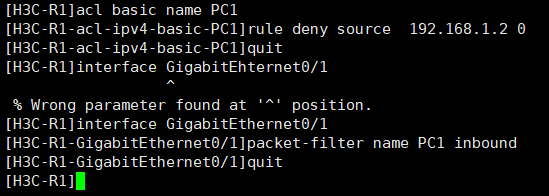 [H3C-R1]acl basic name PC1
[H3C-R1-acl-ipv4-basic-PC1]rule deny source  192.168.1.2 0
[H3C-R1-acl-ipv4-basic-PC1]quit
[H3C-R1]interface GigabitEhternet0/1
                  ^
 % Wrong parameter found at '^' position.
[H3C-R1]interface GigabitEthernet0/1
[H3C-R1-GigabitEthernet0/1]packet-filter name PC1 inbound
[H3C-R1-GigabitEthernet0/1]quit
[H3C-R1]